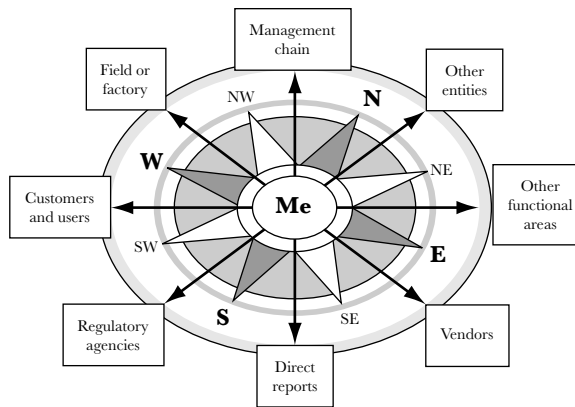 Management
chain
Field or
factory
Other
entities
NW
N
W
NE
Customers
and users
Me
Other
functional
areas
SW
E
S
SE
Regulatory
agencies
Vendors
Direct
reports